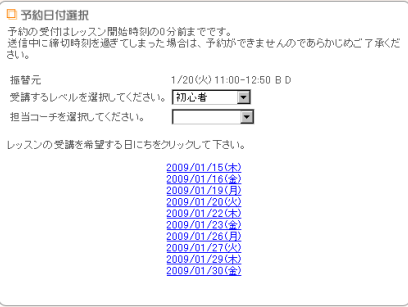 予約日付選択
予約の受付はレッスン開始時刻の0分前までです。
送信中に締切時刻を過ぎてしまった場合は、予約ができませんのであらかじめご了承くだ
さい。
振替元 1/20(火) 11:00-12:50 B D
受講するレベルを選択してください。 初心者
担当コーチを選択してください。
レッスンの受講を希望する日にちをクリックして下さい。
2009/01/15(木)
2009/01/16(金)
2009/01/19(月)
2009/01/20(火)
2009/01/22(木)
2009/01/23(金)
2009/01/26(月)
2009/01/27(火)
2009/01/29(木)
2009/01/30(金)